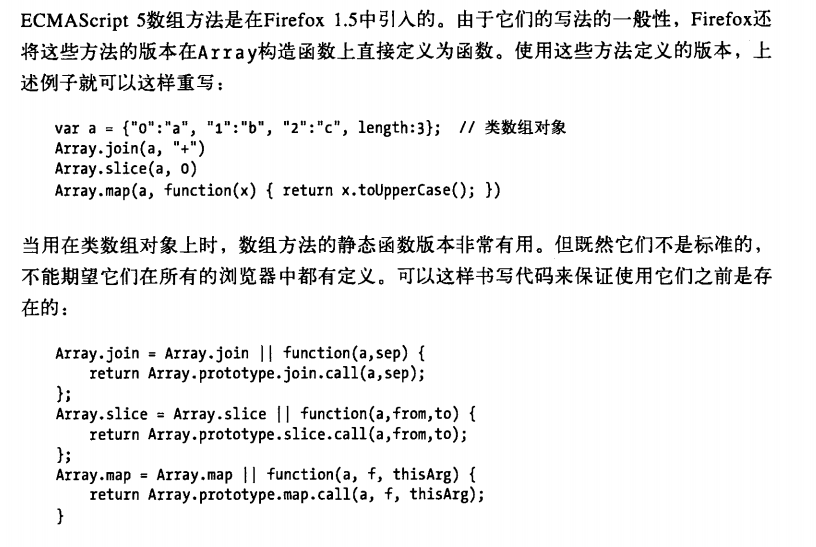 ECMAScript 5数组方法是在Firefox 1.5中引入的。由于它们的写法的一般性，Firefox还
将这些方法的版本在Array构造函数上直接定义为函数。使用这些方法定义的版本，上
述例子就可以这样重写：
var a = {"0":"a", "1":"b", "2":"c", length:3};  // 类数组对象
Array.join(a, "+")
Array.slice(a, 0)
Array.map(a, function(x) { return x.toUpperCase(); })
当用在类数组对象上时，数组方法的静态函数版本非常有用。但既然它们不是标准的，
不能期望它们在所有的浏览器中都有定义。可以这样书写代码来保证使用它们之前是存
在的：
Array.join = Array.join || function(a,sep) {
    return Array.prototype.join.call(a,sep);
};
Array.slice = Array.slice || function(a,from,to) {
    return Array.prototype.slice.call(a,from,to);
};
Array.map = Array.map || function(a, f, thisArg) {
    return Array.prototype.map.call(a, f, thisArg);
}